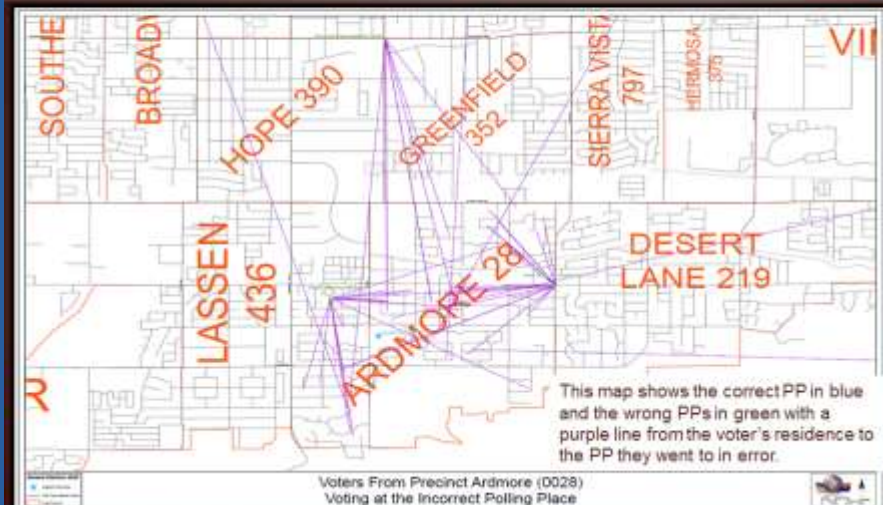 SOUTHE
BROADW
HOPE 390
GREENFIELD
352
SIERRA VISTA
797
HERMOSA
375
VII
LASSEN
436
ARDMORE 28
DESERT
LANE 219
R
This map shows the correct PP in blue
and the wrong PPs in green with a
purple line from the voter's residence to
the PP they went to in error.
Voters From Precinct Ardmore (0028)
Voting at the Incorrect Polling Place